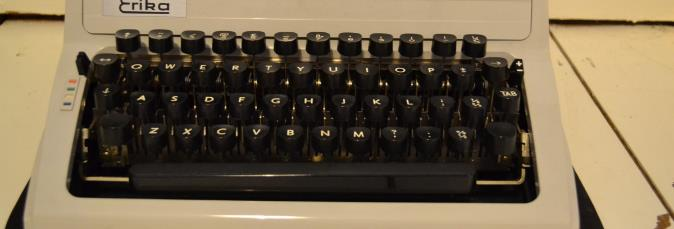 Erika
Q W E R T Y U I O P
A S D F G H J K L TAB
Z X C V B N M ?